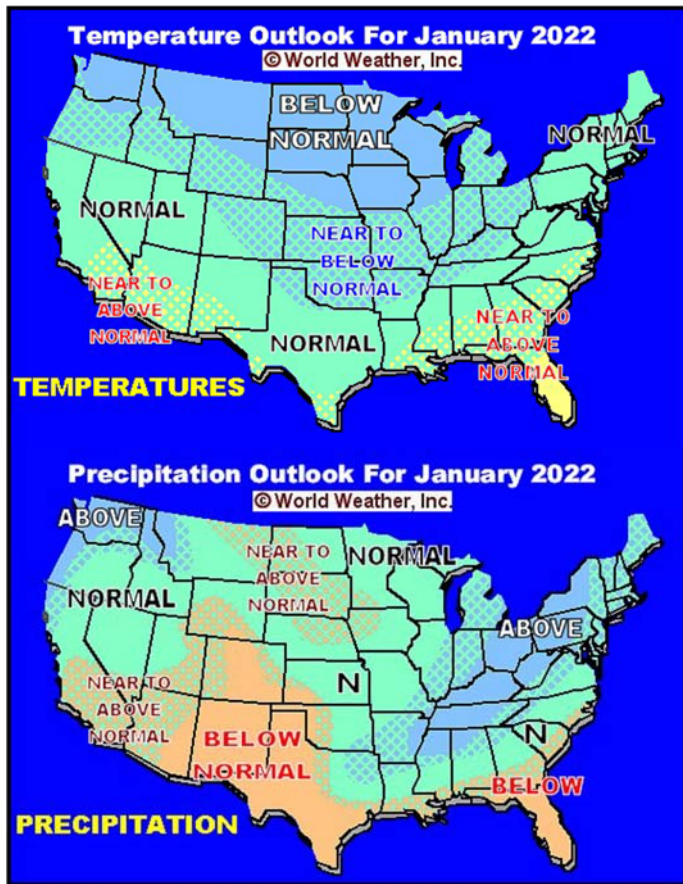 Temperature Outlook For January 2022
© World Weather, Inc.
BELOW
NORMAL
NORMAL
NORMAL
NEAR TO
BELOW
NORMAL
NEAR TO
ABOVE
NORMAL
NORMAL
NEAR TO
ABOVE
NORMAL
TEMPERATURES
Precipitation Outlook For January 2022
© World Weather, Inc.
ABOVE
NEAR TO
ABOVE
NORMAL
NORMAL
NORMAL
ABOVE
NEAR TO
ABOVE
NORMAL
N
N
BELOW
NORMAL
BELOW
PRECIPITATION